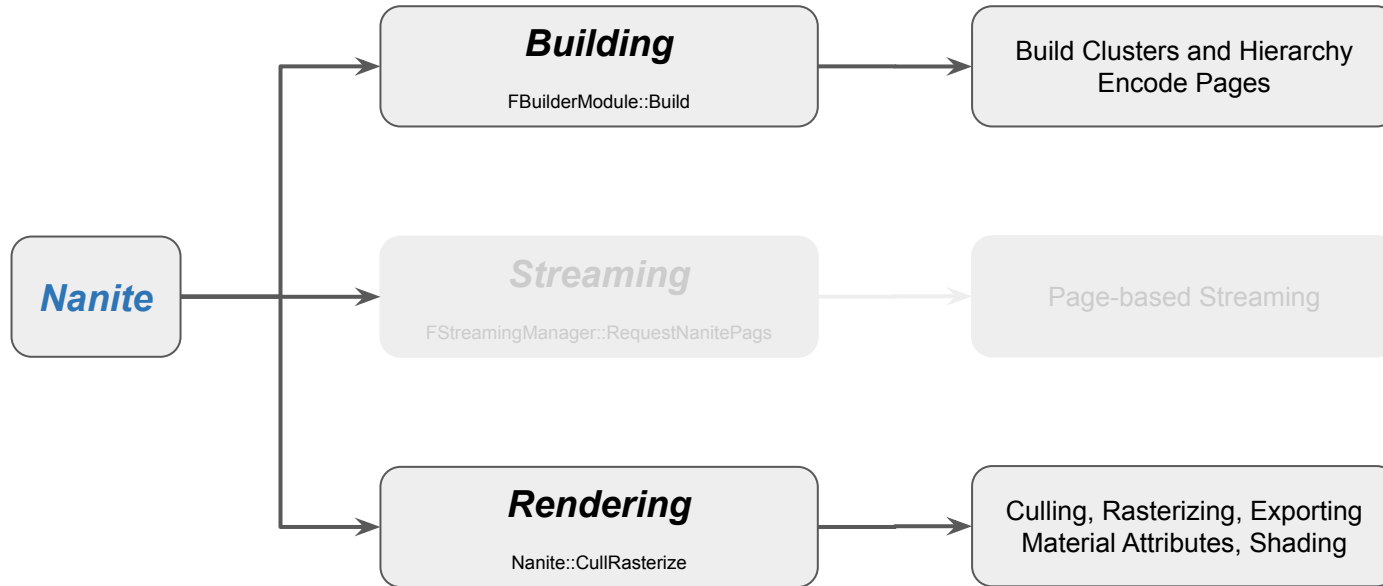 Nanite
Building
FBuilderModule::Build
Build Clusters and Hierarchy
Encode Pages
Streaming
FStreamingManager::RequestNanitePags
Page-based Streaming
Rendering
Nanite::CullRasterize
Culling, Rasterizing, Exporting
Material Attributes, Shading